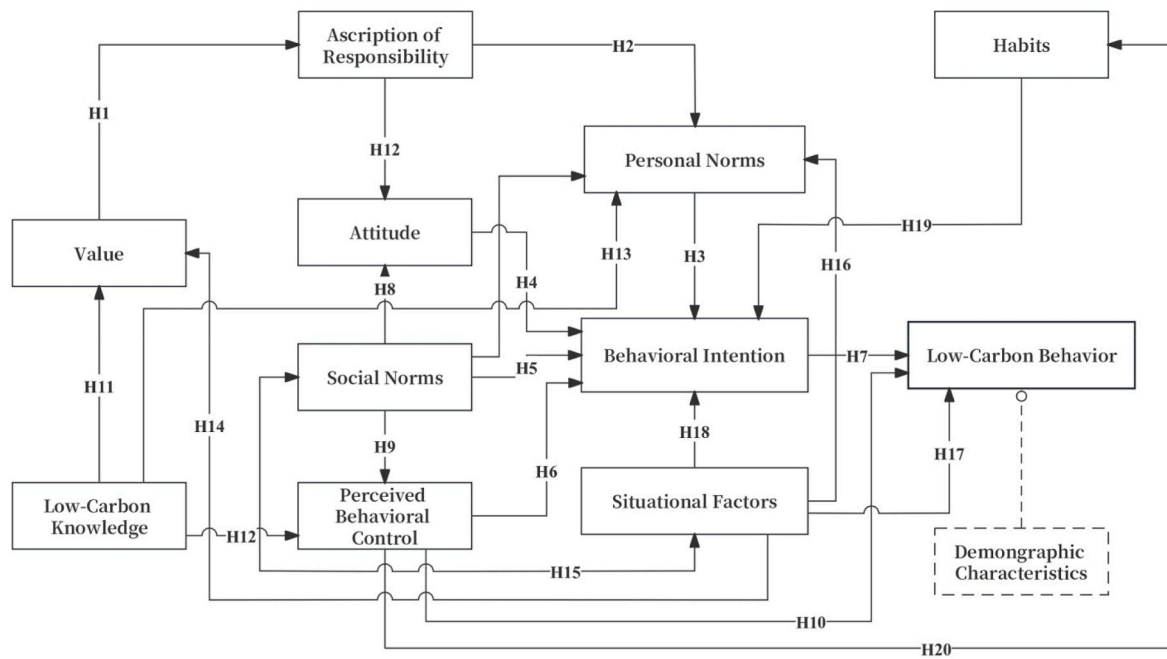 Ascription of
Responsibility
H2
Habits
H1
H12
Personal Norms
Value
Attitude
H13
H3
H19
H16
H8
H4
Behavioral Intention
H7
Low-Carbon Behavior
H11
Social Norms
H5
H14
H9
H6
H18
H17
Low-Carbon
Knowledge
H12
Perceived
Behavioral
Control
Situational Factors
H15
Demongraphic
Characteristics
H10
H20